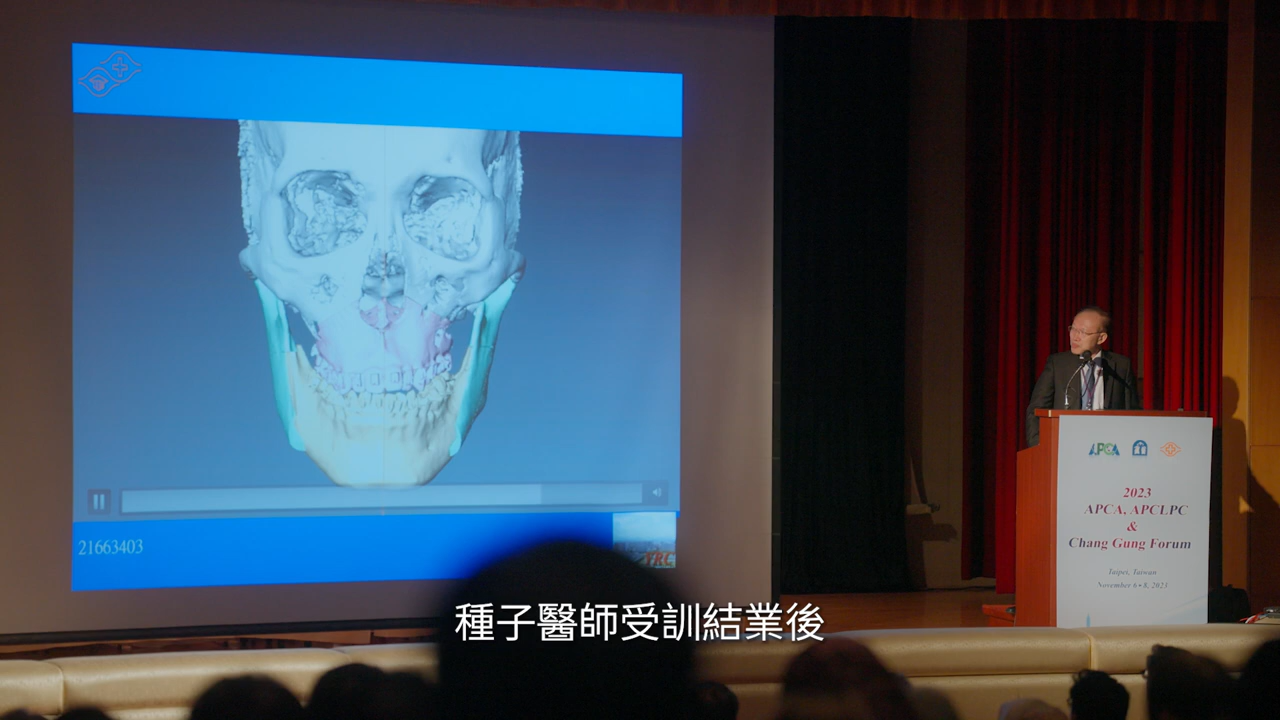 21663403
APCA
2023
APCA, APCLPC
&
Chang Gung Forum
Taipei, Taiwan
November 6 • 8, 2023
種子醫師受訓結業後